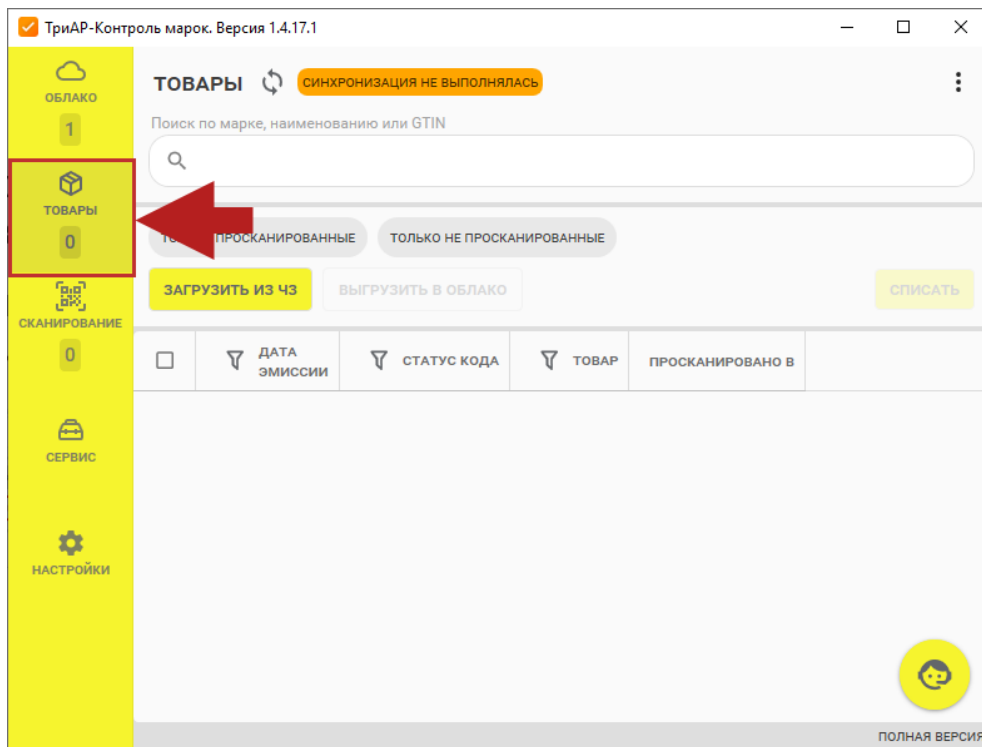 ТриАР-Контроль марок. Версия 1.4.17.1
ОБЛАКО
1
ТОВАРЫ
0
СКАНИРОВАНИЕ
0
СЕРВИС
НАСТРОЙКИ
ТОВАРЫ СИНХРОНИЗАЦИЯ НЕ ВЫПОЛНЯЛАСЬ
Поиск по марке, наименованию или GTIN
ПРОСКАНИРОВАННЫЕ ТОЛЬКО НЕ ПРОСКАНИРОВАННЫЕ
ЗАГРУЗИТЬ ИЗ ЧЗ ВЫГРУЗИТЬ В ОБЛАКО СПИСАТЬ
ДАТА
ЭМИССИИ
СТАТУС КОДА
ТОВАР
ПРОСКАНИРОВАНО В
ПОЛНАЯ ВЕРСИЯ